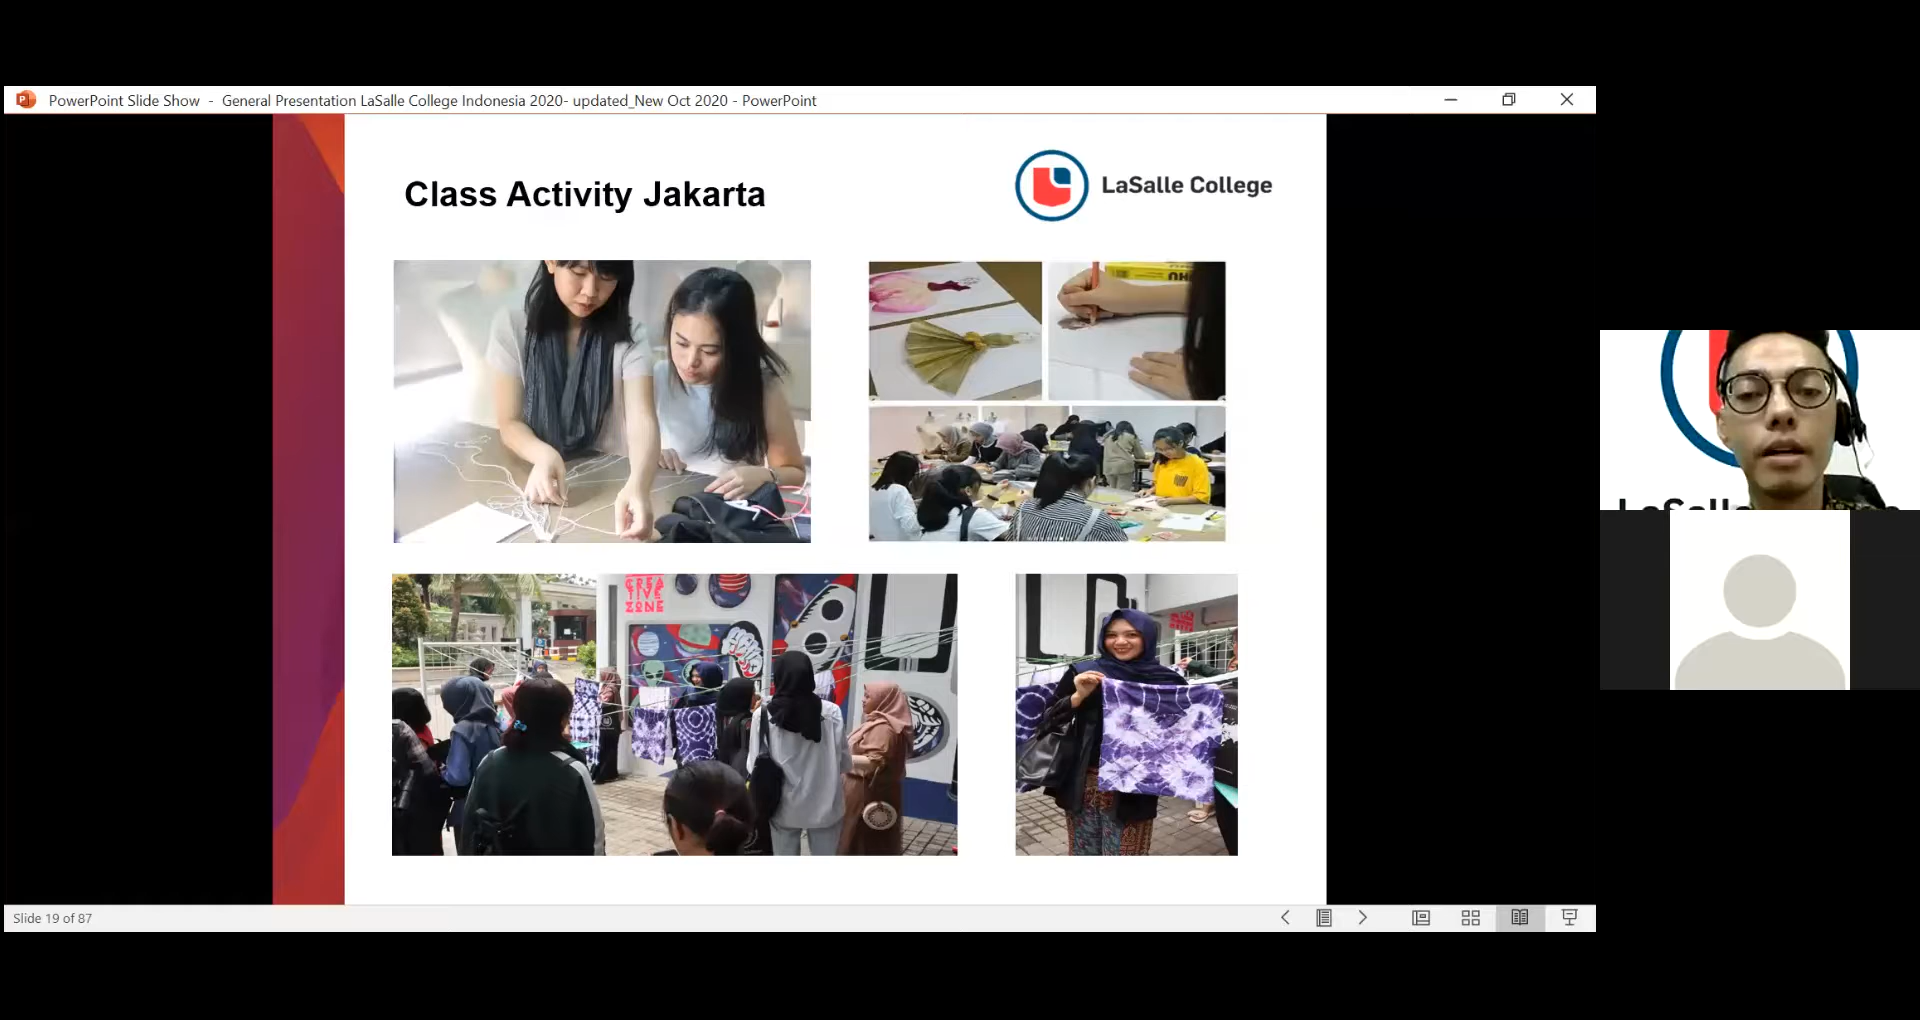 PowerPoint Slide Show - General Presentation LaSalle College Indonesia 2020- updated_New Oct 2020 - PowerPoint
Class Activity Jakarta
LaSalle College
CREA
TIVE
ZONE
LaSalle
Slide 19 of 87